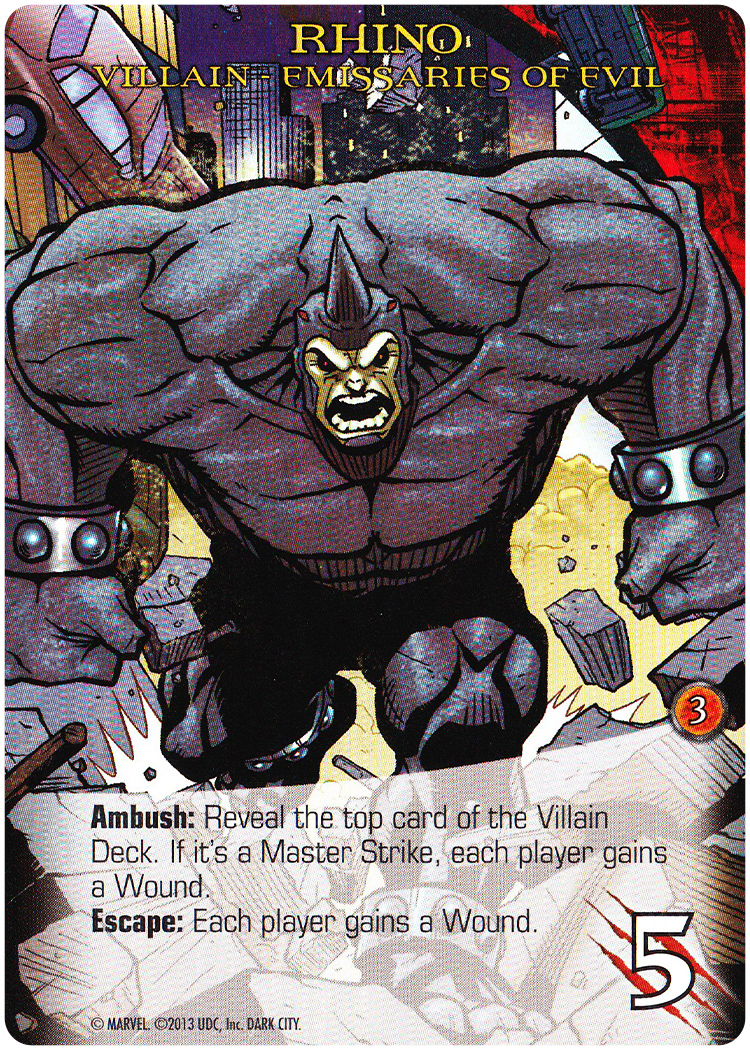 RHINO
VILLAIN - EMISSARIES OF EVIL
3
Ambush: Reveal the top card of the Villain
Deck. If it's a Master Strike, each player gains
a Wound.
Escape: Each player gains a Wound.
5
© MARVEL. ©2013 UDC, Inc. DARK CITY.